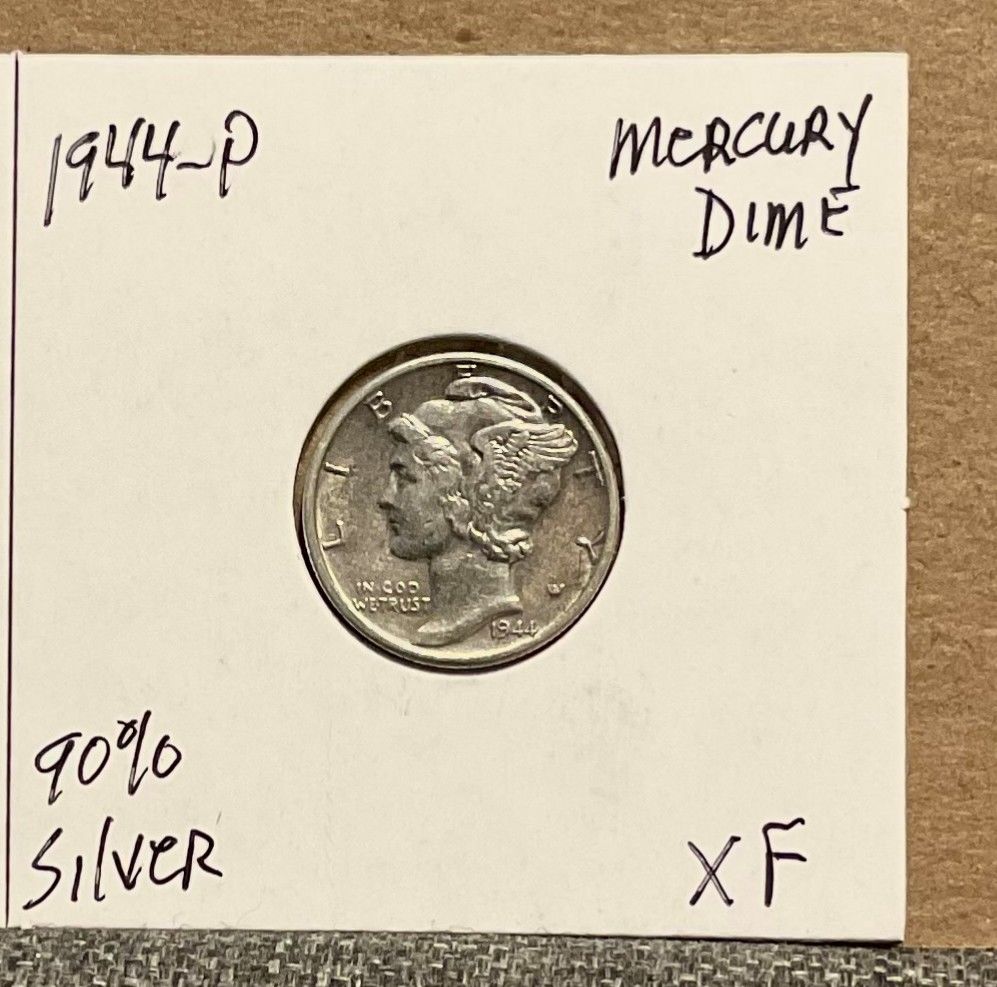 1944-P
MERCURY
DIME
LIBERTY
IN GOD
WE TRUST
1944
90%
SILVER
XF